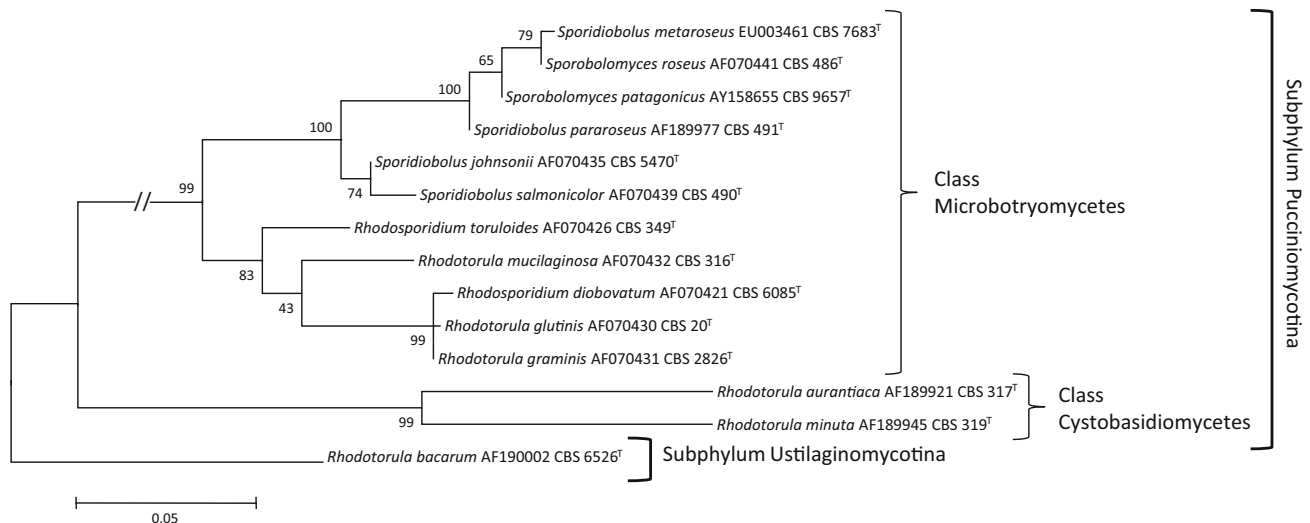 79
Sporidiobolus metaroseus EU003461 CBS 7683ᵀ
65
Sporobolomyces roseus AF070441 CBS 486ᵀ
100
Sporobolomyces patagonicus AY158655 CBS 9657ᵀ
Sporidiobolus pararoseus AF189977 CBS 491ᵀ
100
Sporidiobolus johnsonii AF070435 CBS 5470ᵀ
74
Sporidiobolus salmonicolor AF070439 CBS 490ᵀ
99
Rhodosporidium toruloides AF070426 CBS 349ᵀ
83
Rhodotorula mucilaginosa AF070432 CBS 316ᵀ
43
Rhodosporidium diobovatum AF070421 CBS 6085ᵀ
Rhodotorula glutinis AF070430 CBS 20ᵀ
99
Rhodotorula graminis AF070431 CBS 2826ᵀ
Class
Microbotryomycetes
Rhodotorula aurantiaca AF189921 CBS 317ᵀ
99
Rhodotorula minuta AF189945 CBS 319ᵀ
Class
Cystobasidiomycetes
Subphylum Pucciniomycotina
Rhodotorula bacarum AF190002 CBS 6526ᵀ
Subphylum Ustilaginomycotina
0.05